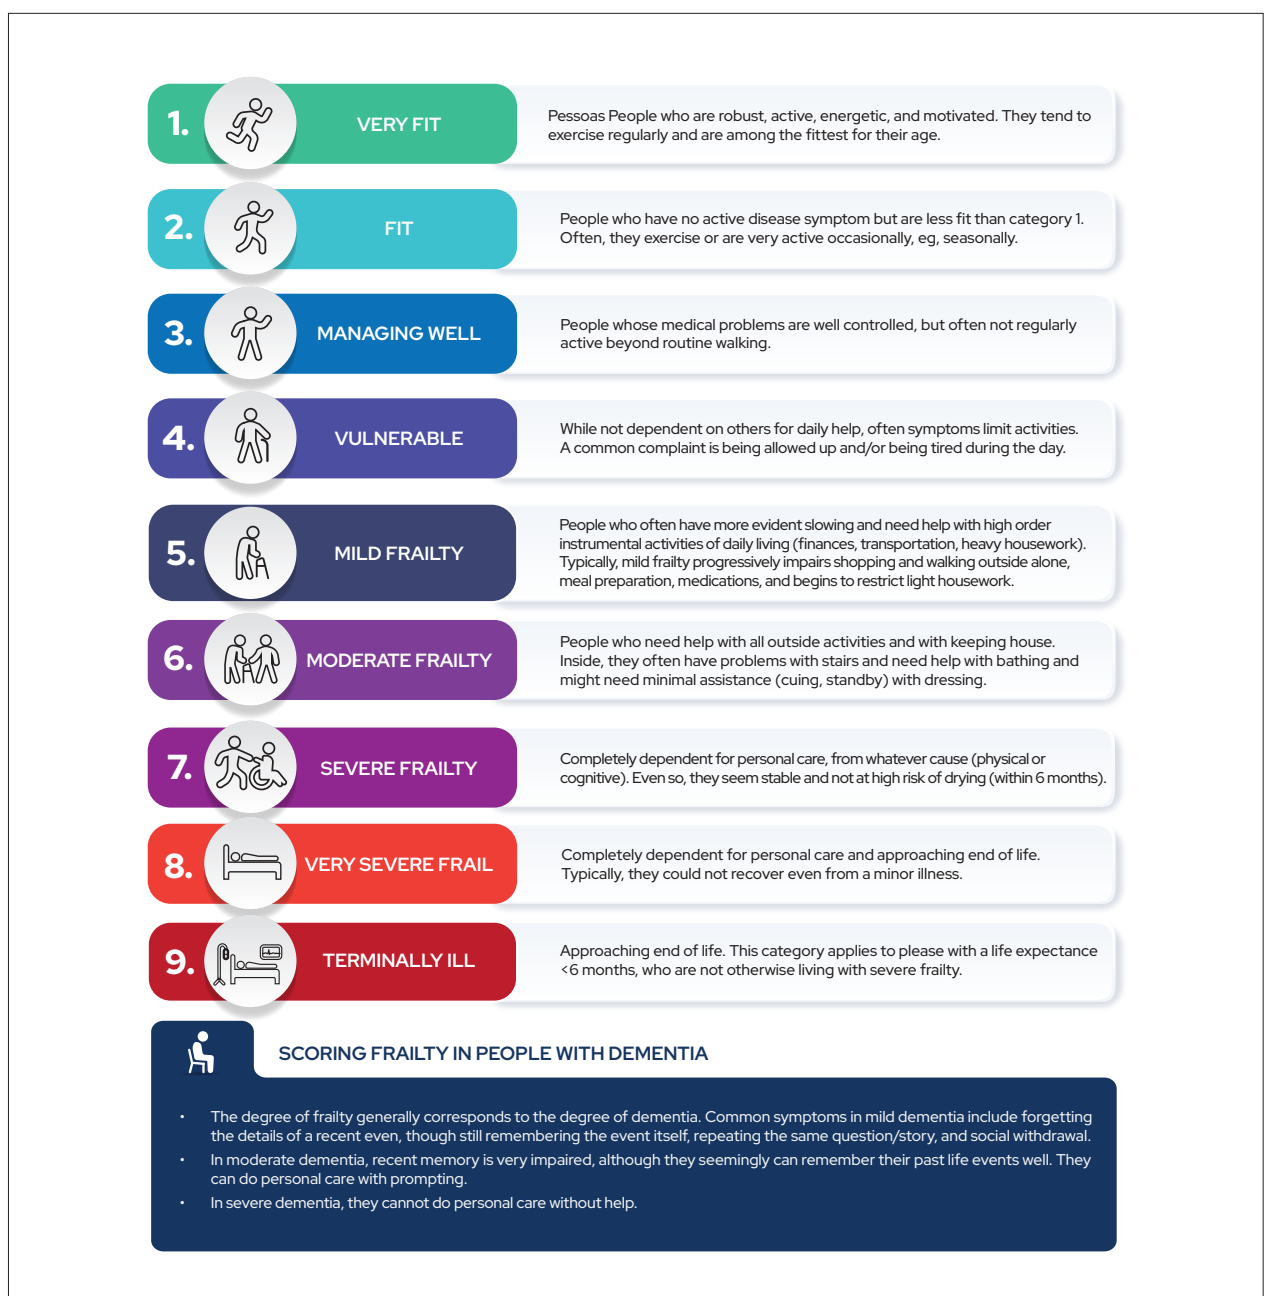 1.
VERY FIT
Pessoas People who are robust, active, energetic, and motivated. They tend to
exercise regularly and are among the fittest for their age.
2.
FIT
People who have no active disease symptom but are less fit than category 1.
Often, they exercise or are very active occasionally, eg, seasonally.
3.
MANAGING WELL
People whose medical problems are well controlled, but often not regularly
active beyond routine walking.
4.
VULNERABLE
While not dependent on others for daily help, often symptoms limit activities.
A common complaint is being allowed up and/or being tired during the day.
5.
MILD FRAILTY
People who often have more evident slowing and need help with high order
instrumental activities of daily living (finances, transportation, heavy housework).
Typically, mild frailty progressively impairs shopping and walking outside alone,
meal preparation, medications, and begins to restrict light housework.
6.
MODERATE FRAILTY
People who need help with all outside activities and with keeping house.
Inside, they often have problems with stairs and need help with bathing and
might need minimal assistance (cuing, standby) with dressing.
7.
SEVERE FRAILTY
Completely dependent for personal care, from whatever cause (physical or
cognitive). Even so, they seem stable and not at high risk of drying (within 6 months).
8.
VERY SEVERE FRAIL
Completely dependent for personal care and approaching end of life.
Typically, they could not recover even from a minor illness.
9.
TERMINALLY ILL
Approaching end of life. This category applies to please with a life expectance
<6 months, who are not otherwise living with severe frailty.
SCORING FRAILTY IN PEOPLE WITH DEMENTIA
• The degree of frailty generally corresponds to the degree of dementia. Common symptoms in mild dementia include forgetting
the details of a recent even, though still remembering the event itself, repeating the same question/story, and social withdrawal.
• In moderate dementia, recent memory is very impaired, although they seemingly can remember their past life events well. They
can do personal care with prompting.
• In severe dementia, they cannot do personal care without help.